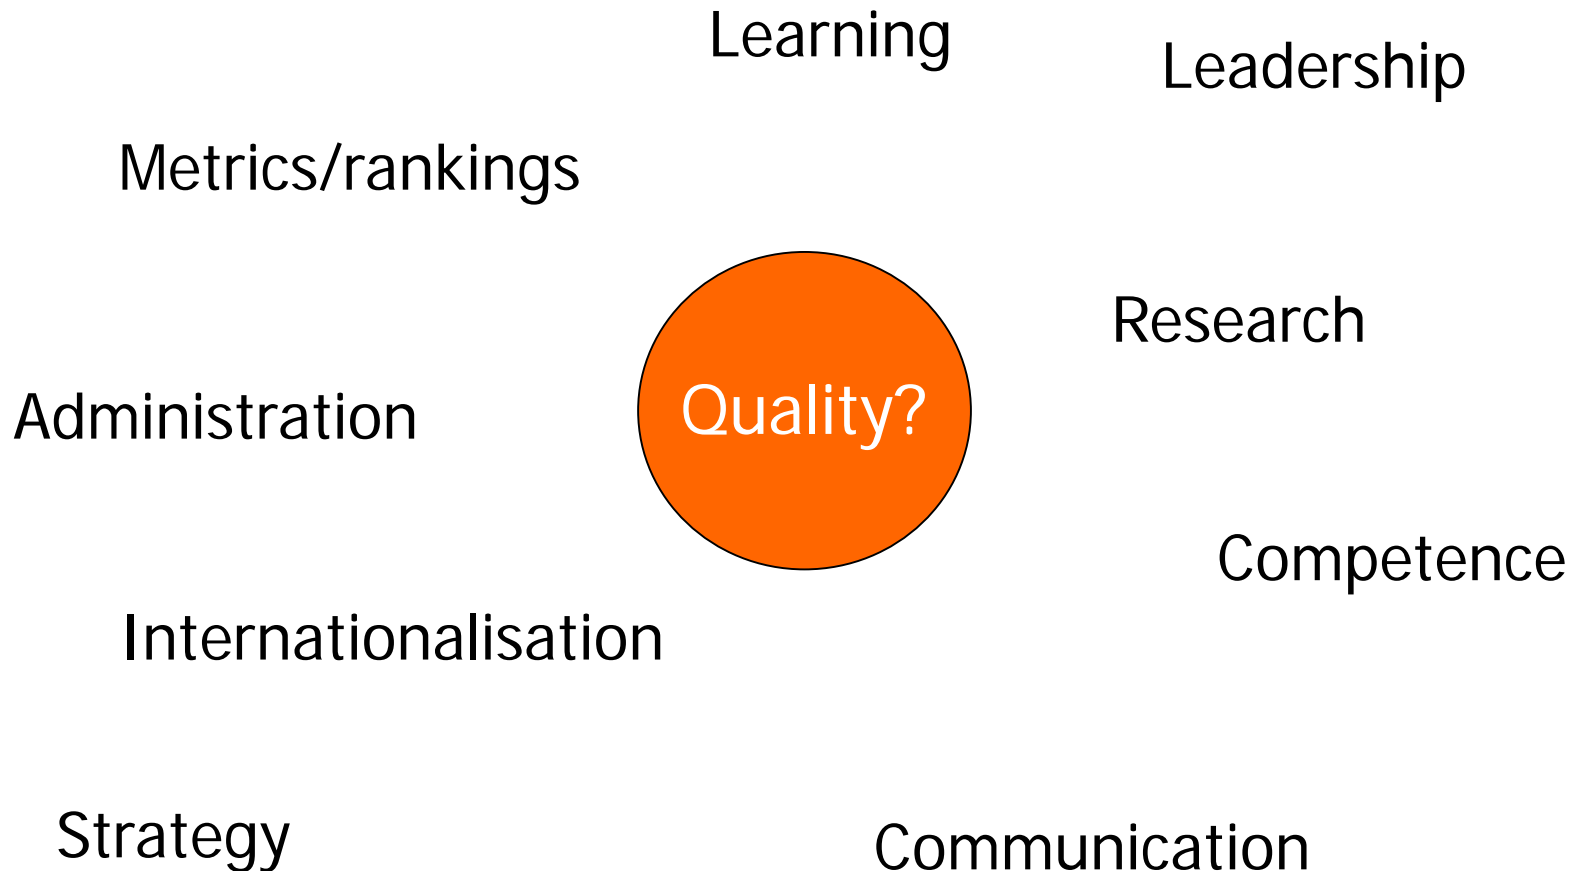 Learning
Leadership
Metrics/rankings
Research
Quality?
Administration
Competence
Internationalisation
Strategy
Communication